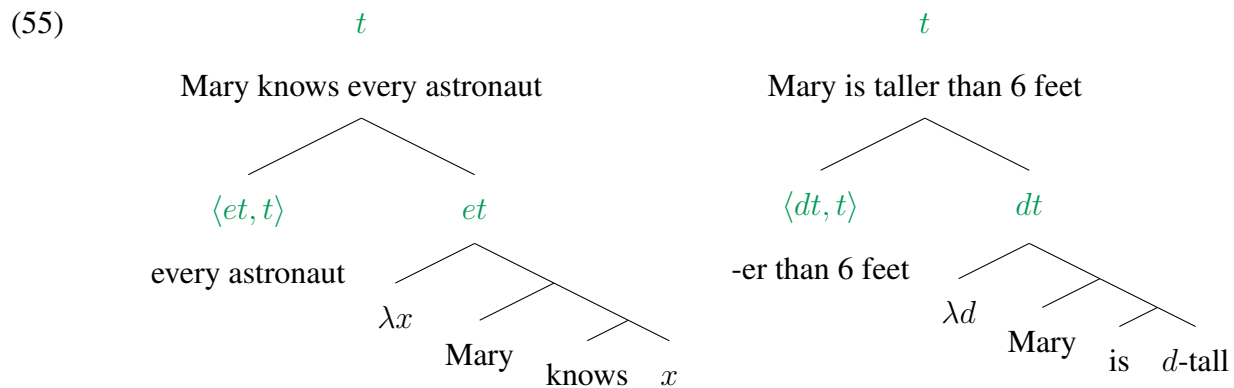 (55) t t
Mary knows every astronaut Mary is taller than 6 feet
⟨et, t⟩ et ⟨dt, t⟩ dt
every astronaut -er than 6 feet
λx λd
Mary Mary
knows x is d-tall